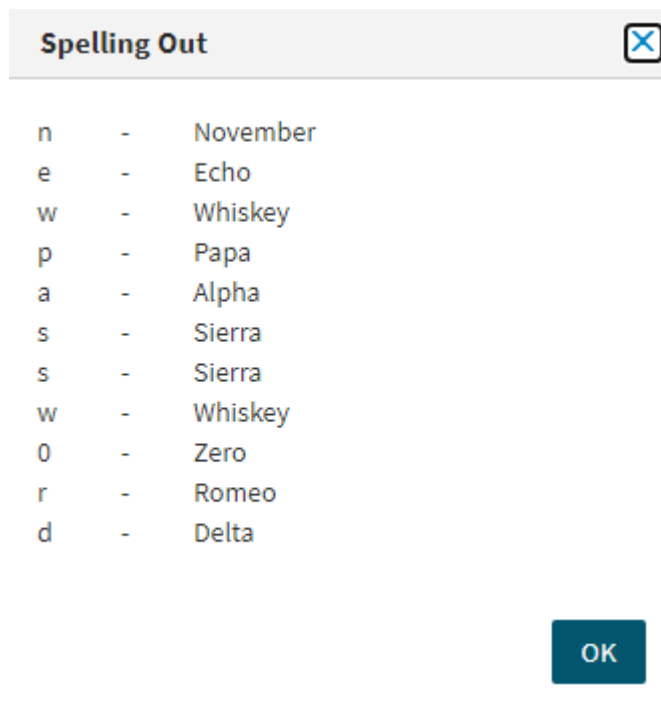 Spelling Out
n - November
e - Echo
w - Whiskey
p - Papa
a - Alpha
s - Sierra
s - Sierra
w - Whiskey
0 - Zero
r - Romeo
d - Delta
OK